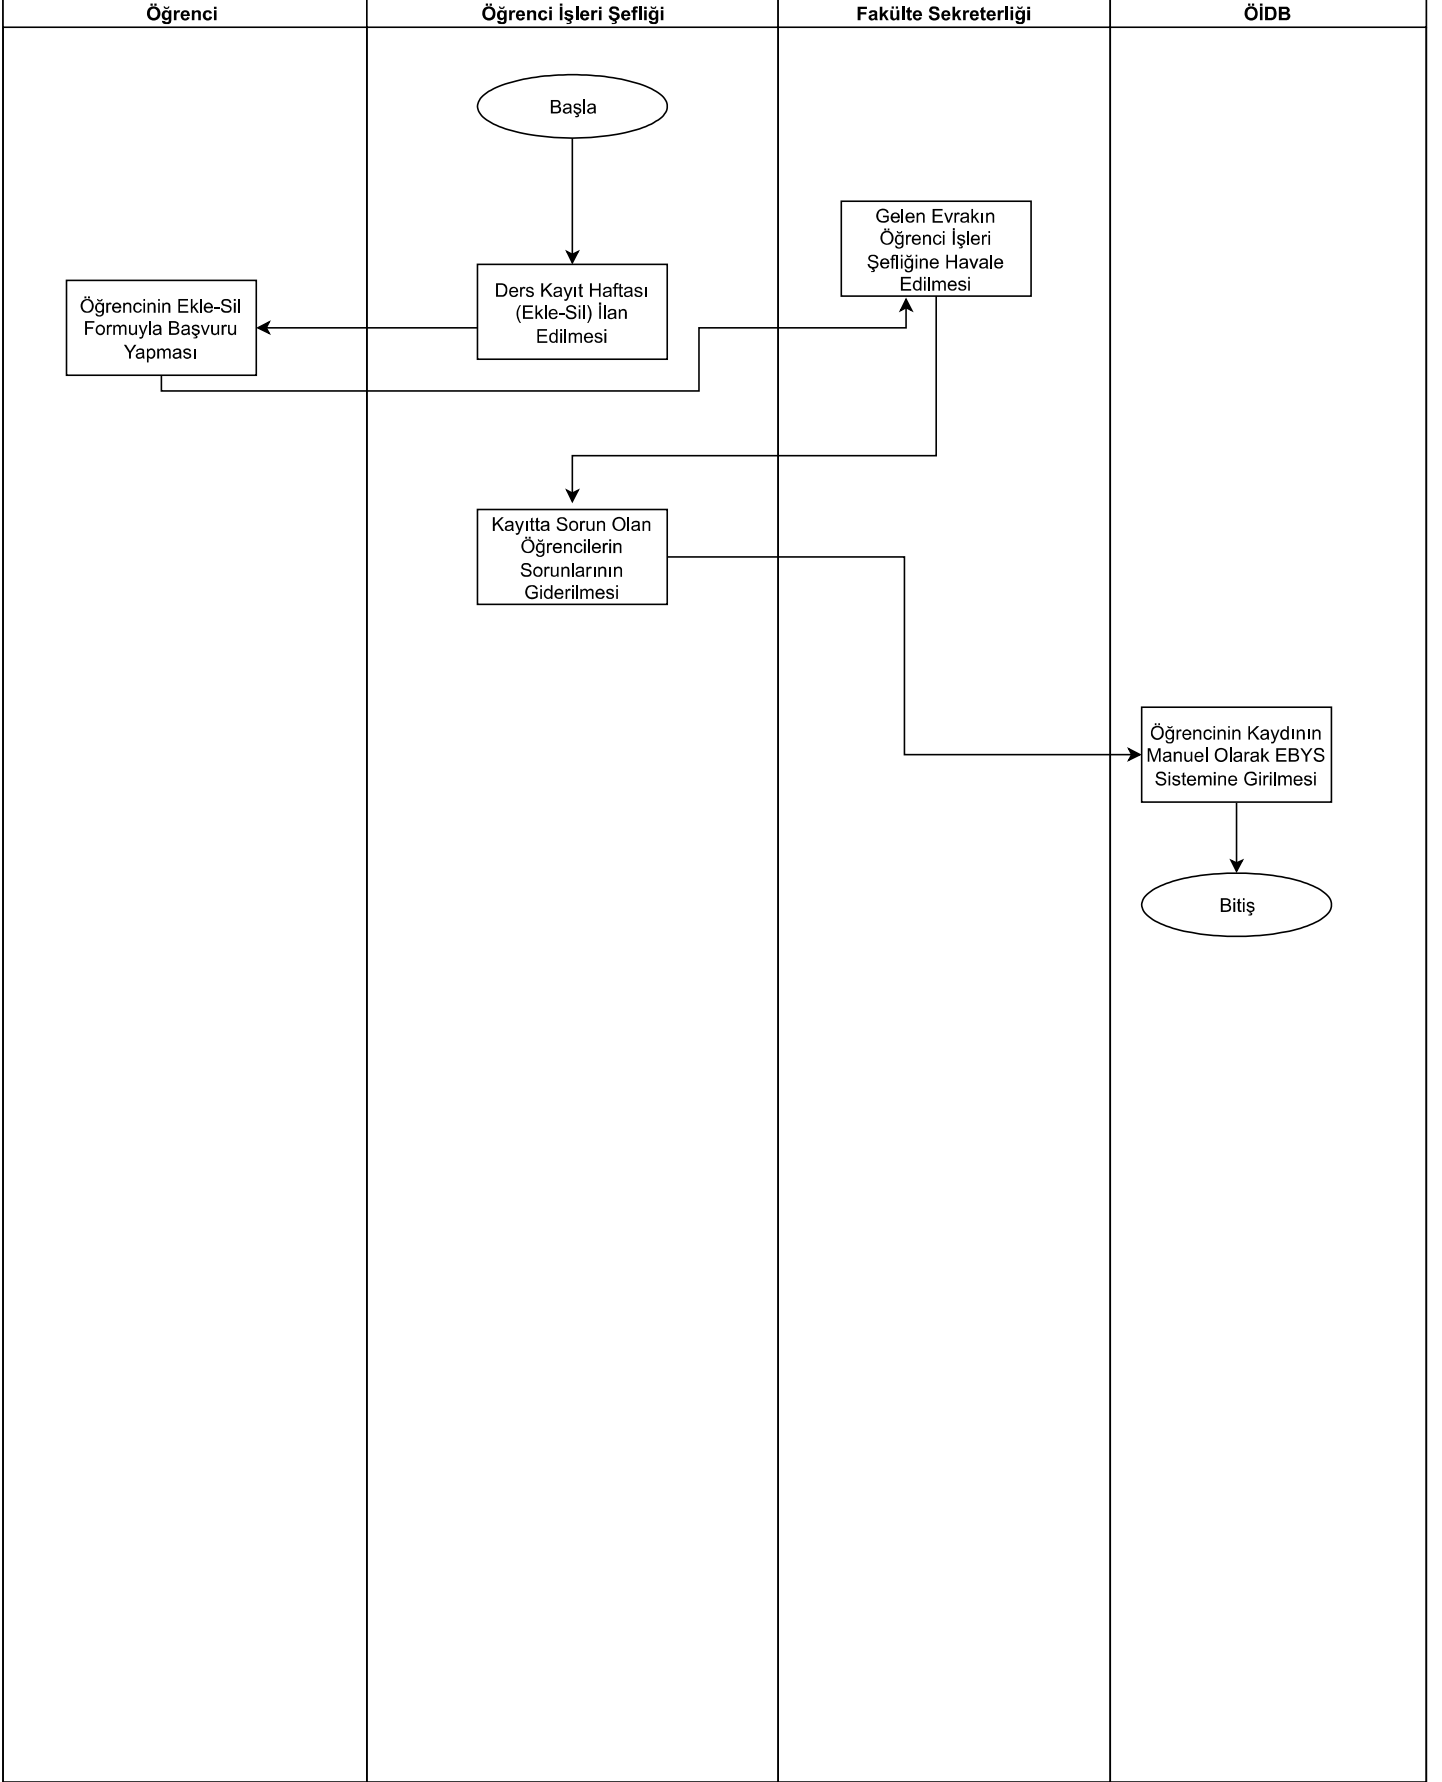 Öğrenci
Öğrenci İşleri Şefliği
Fakülte Sekreterliği
ÖİDB
Başla
Gelen Evrakın
Öğrenci İşleri
Şefliğine Havale
Edilmesi
Ders Kayıt Haftası
(Ekle-Sil) İlan
Edilmesi
Öğrencinin Ekle-Sil
Formuyla Başvuru
Yapması
Kayıtta Sorun Olan
Öğrencilerin
Sorunlarının
Giderilmesi
Öğrencinin Kaydının
Manuel Olarak EBYS
Sistemine Girilmesi
Bitiş